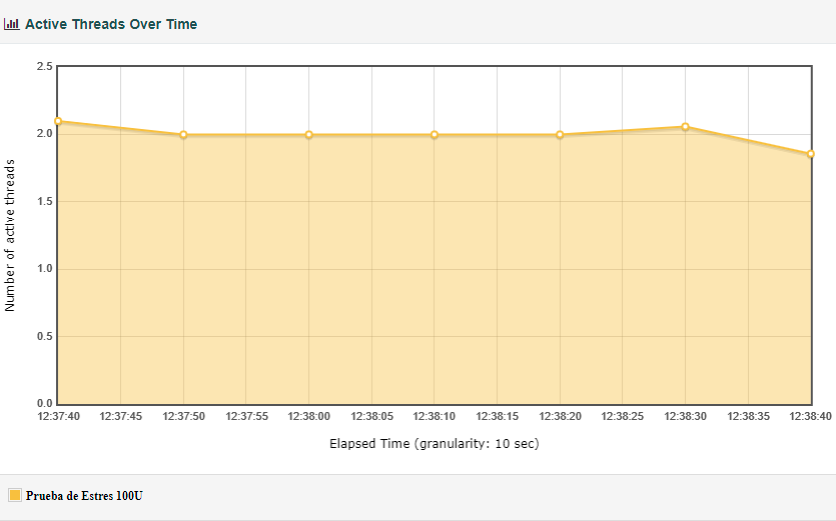 Active Threads Over Time
2.5
2.0
1.5
1.0
0.5
0.0
Number of active threads
12:37:40 12:37:45 12:37:50 12:37:55 12:38:00 12:38:05 12:38:10 12:38:15 12:38:20 12:38:25 12:38:30 12:38:35 12:38:40
Elapsed Time (granularity: 10 sec)
Prueba de Estres 100U